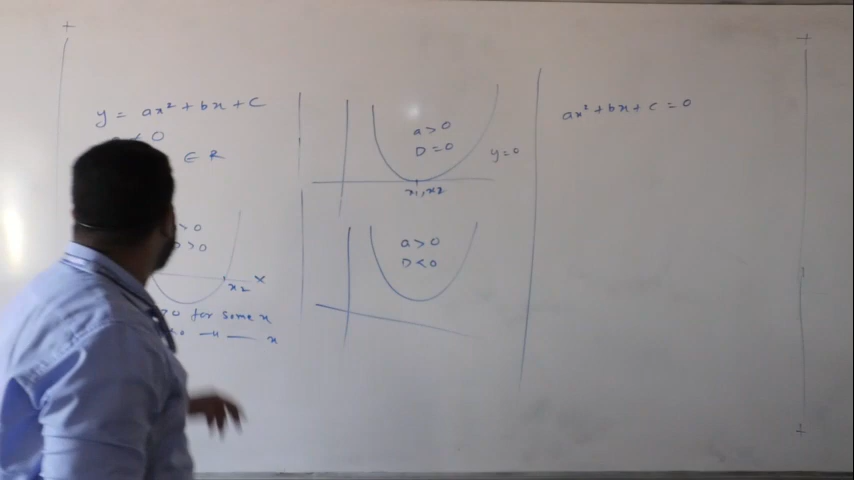 y = ax² + bx + c
0
∈ R
>0
>0
x2 x
>0 for some x
x
a>0
D=0
y=0
x1, x2
a>0
D<0
ax² + bx + c = 0